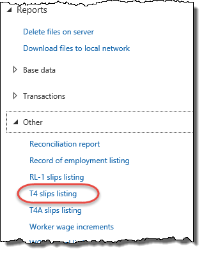 Reports
Delete files on server
Download files to local network
Base data
Transactions
Other
Reconciliation report
Record of employment listing
RL-1 slips listing
T4 slips listing
T4A slips listing
Worker wage increments